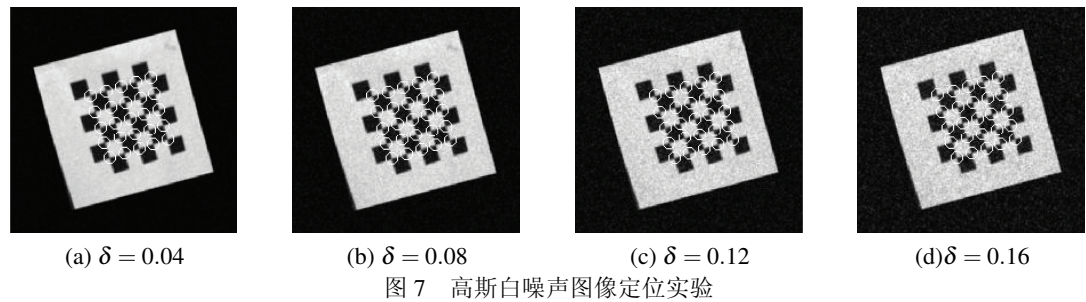 (a) δ = 0.04
(b) δ = 0.08
(c) δ = 0.12
(d)δ = 0.16
图 7 高斯白噪声图像定位实验